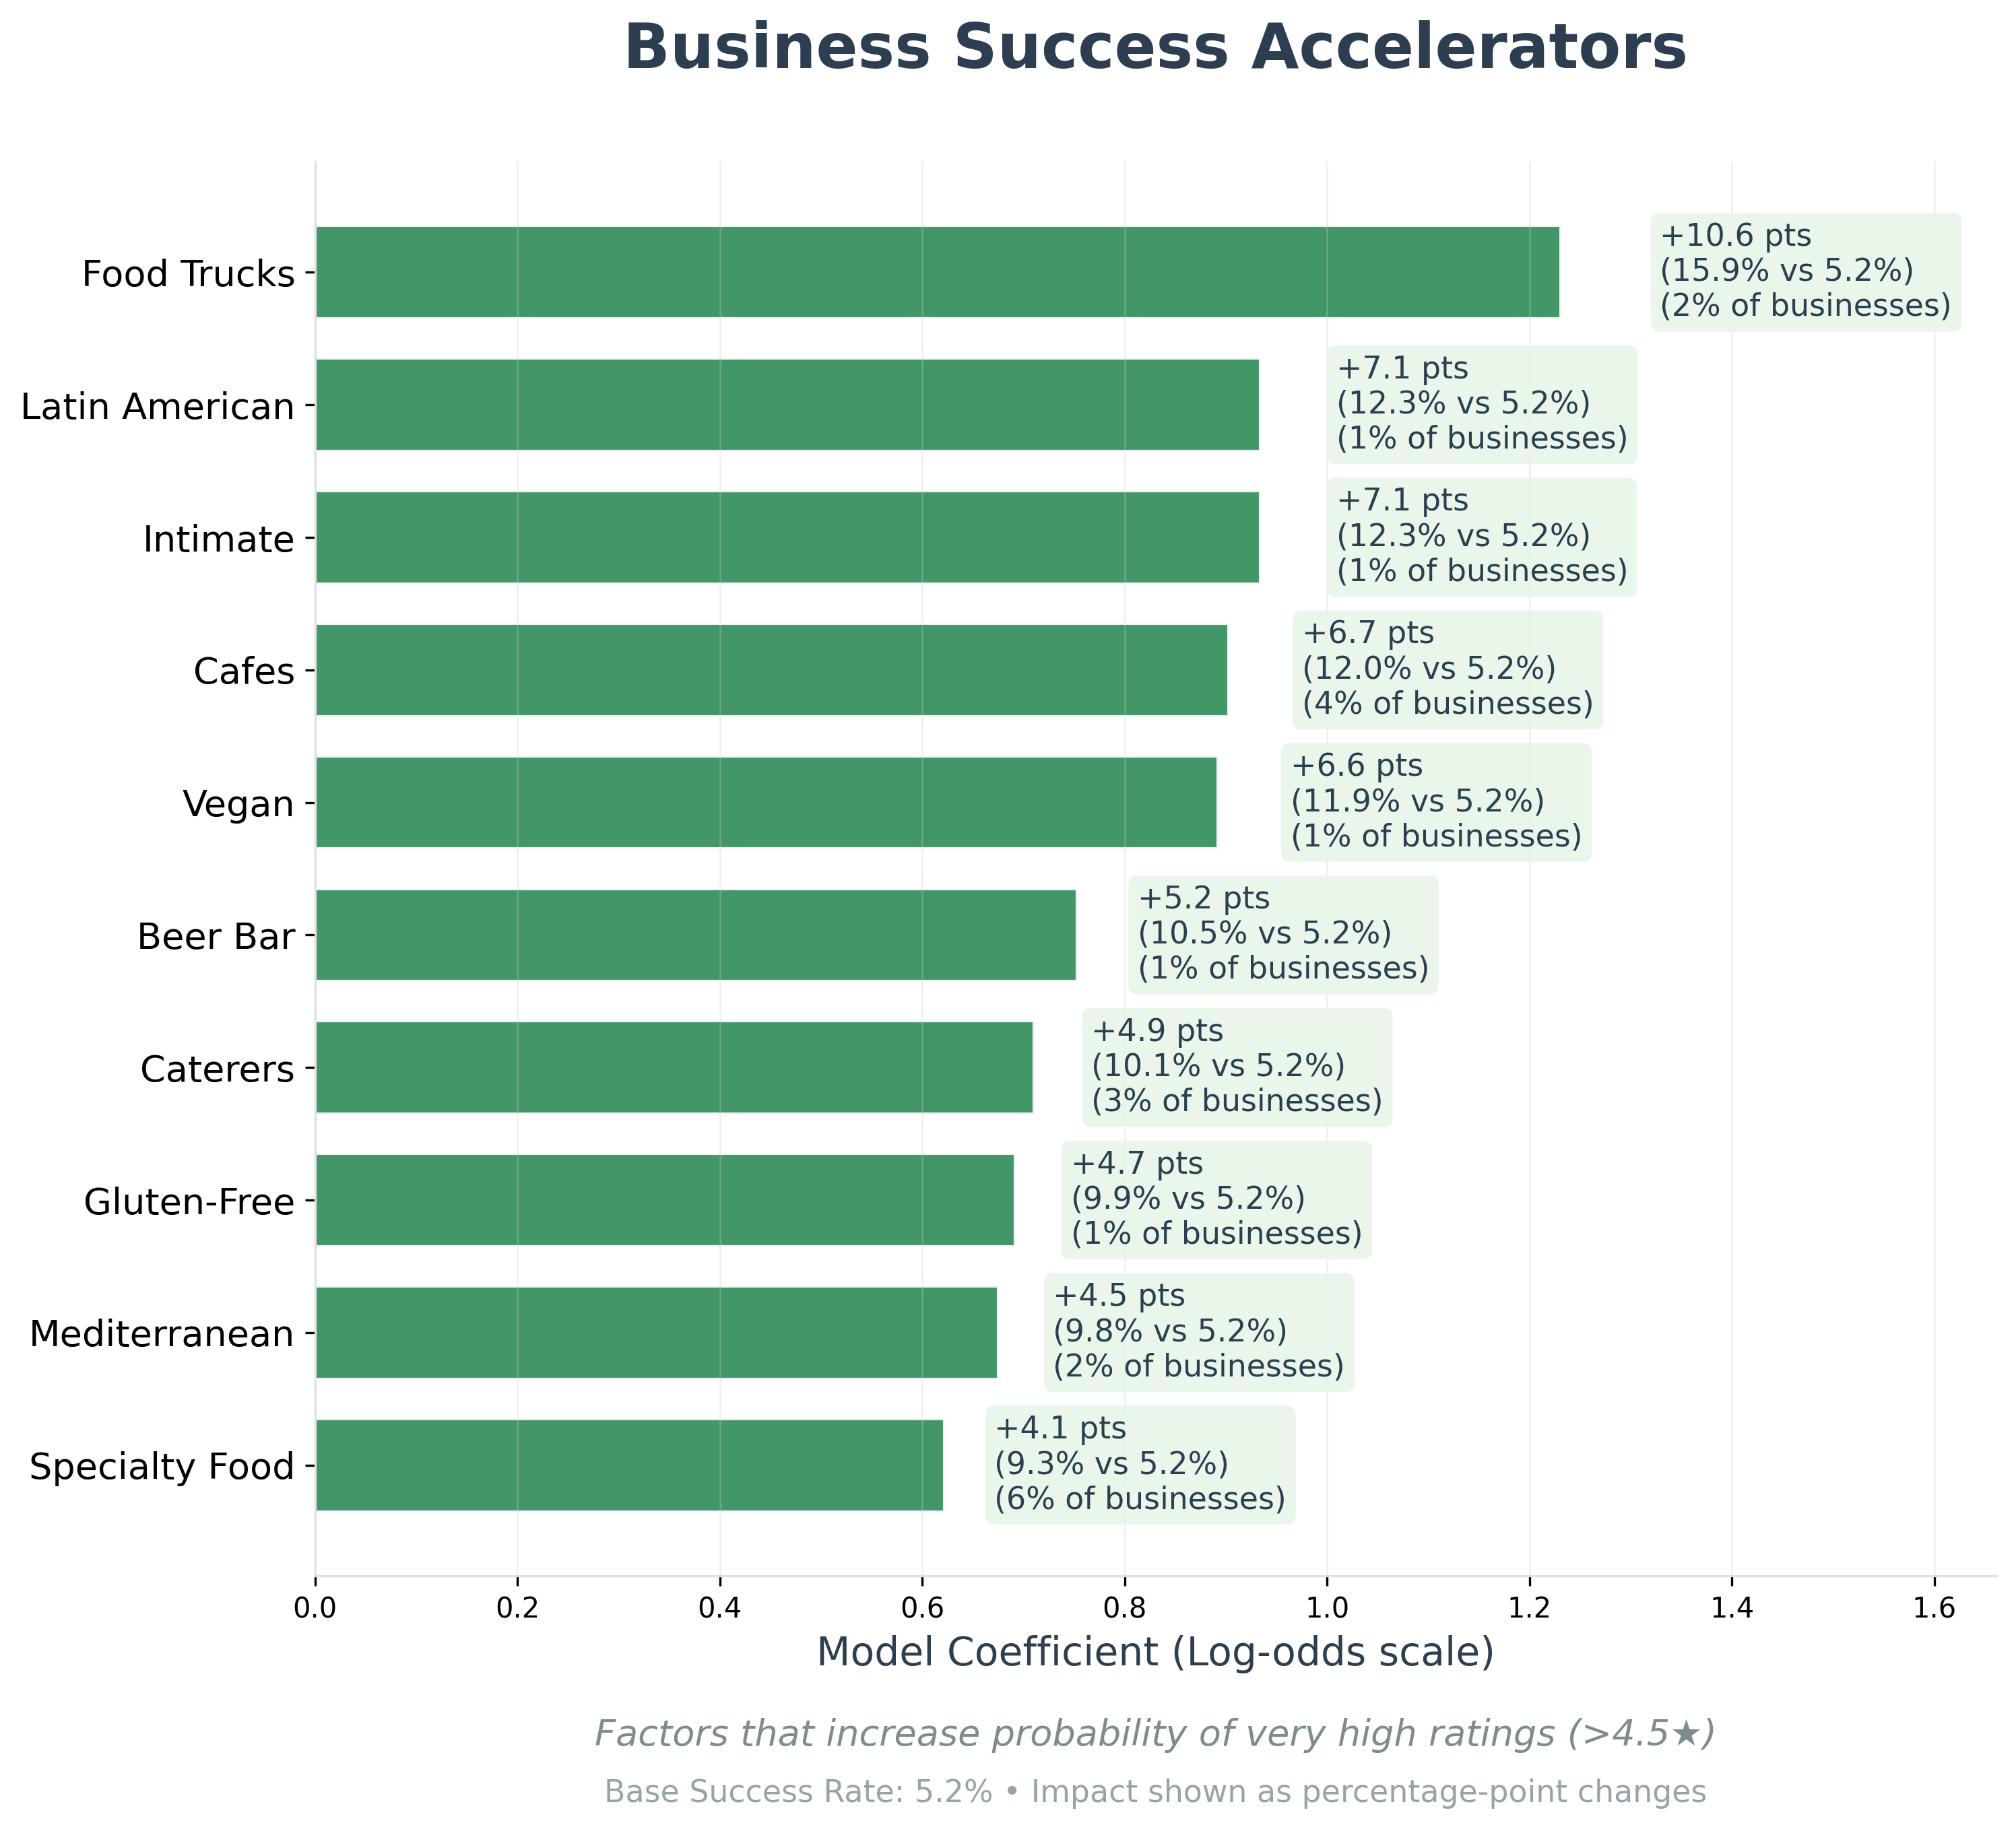 Business Success Accelerators
Food Trucks
+10.6 pts
(15.9% vs 5.2%)
(2% of businesses)
Latin American
+7.1 pts
(12.3% vs 5.2%)
(1% of businesses)
Intimate
+7.1 pts
(12.3% vs 5.2%)
(1% of businesses)
Cafes
+6.7 pts
(12.0% vs 5.2%)
(4% of businesses)
Vegan
+6.6 pts
(11.9% vs 5.2%)
(1% of businesses)
Beer Bar
+5.2 pts
(10.5% vs 5.2%)
(1% of businesses)
Caterers
+4.9 pts
(10.1% vs 5.2%)
(3% of businesses)
Gluten-Free
+4.7 pts
(9.9% vs 5.2%)
(1% of businesses)
Mediterranean
+4.5 pts
(9.8% vs 5.2%)
(2% of businesses)
Specialty Food
+4.1 pts
(9.3% vs 5.2%)
(6% of businesses)
0.0 0.2 0.4 0.6 0.8 1.0 1.2 1.4 1.6
Model Coefficient (Log-odds scale)
Factors that increase probability of very high ratings (>4.5★)
Base Success Rate: 5.2% • Impact shown as percentage-point changes